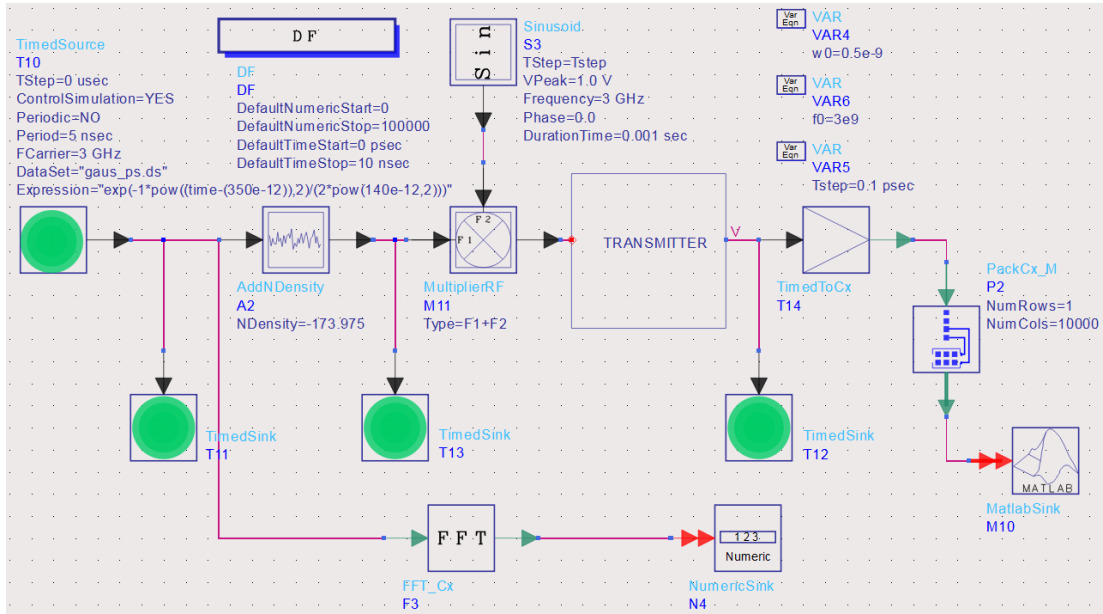 TimedSource
T10
TStep=0 usec
ControlSimulation=YES
Periodic=NO
Period=5 nsec
FCarrier=3 GHz
DataSet="gaus_ps.ds"
Expression="exp(-1*pow((time-(350e-12)),2)/(2*pow(140e-12,2)))"
DF
DF
DF
DefaultNumericStart=0
DefaultNumericStop=100000
DefaultTimeStart=0 psec
DefaultTimeStop=10 nsec
Sin
Sinusoid
S3
TStep=Tstep
VPeak=1.0 V
Frequency=3 GHz
Phase=0.0
DurationTime=0.001 sec
Var
Eqn
VAR
VAR4
w0=0.5e-9
Var
Eqn
VAR
VAR6
f0=3e9
Var
Eqn
VAR
VAR5
Tstep=0.1 psec
AddNDensity
A2
NDensity=-173.975
F2
F1
MultiplierRF
M11
Type=F1+F2
TRANSMITTER
V
TimedToCx
T14
PackCx_M
P2
NumRows=1
NumCols=10000
TimedSink
T11
TimedSink
T13
TimedSink
T12
MATLAB
MatlabSink
M10
FFT
FFT_Cx
F3
123
Numeric
NumericSink
N4